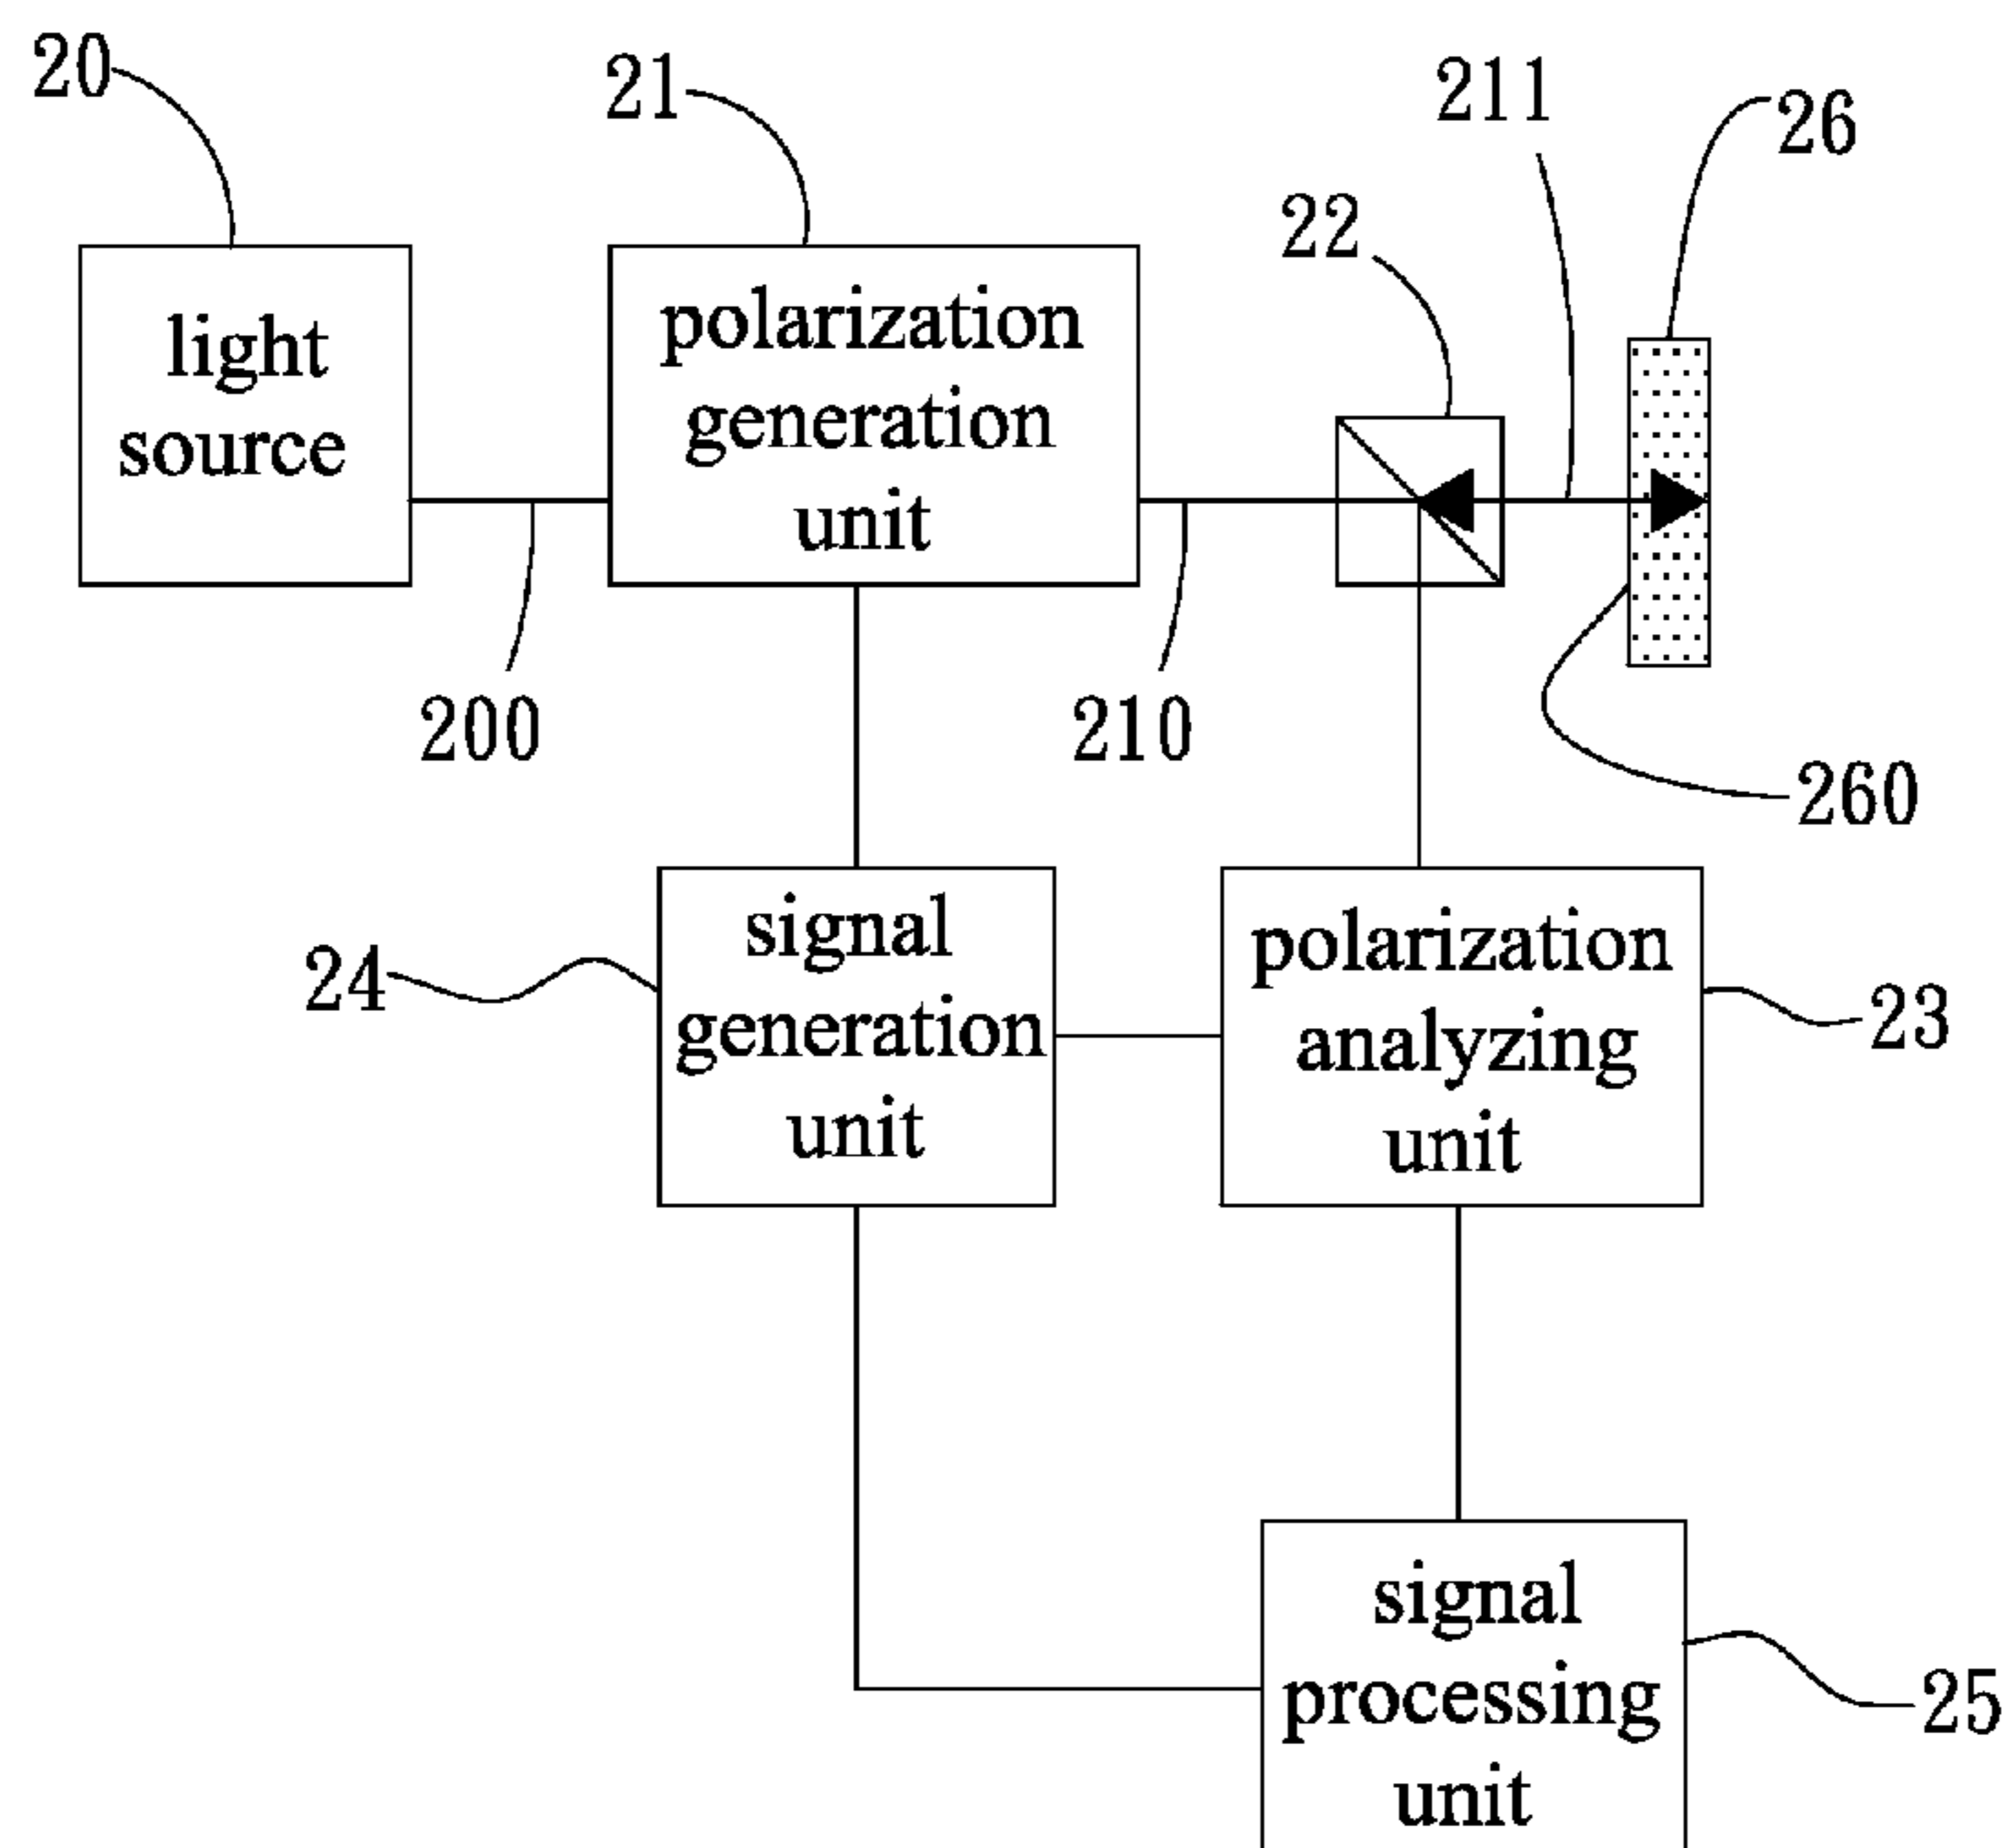 20
21
211
26
22
light
source
polarization
generation
unit
200
210
260
signal
generation
unit
24
polarization
analyzing
unit
23
signal
processing
unit
25